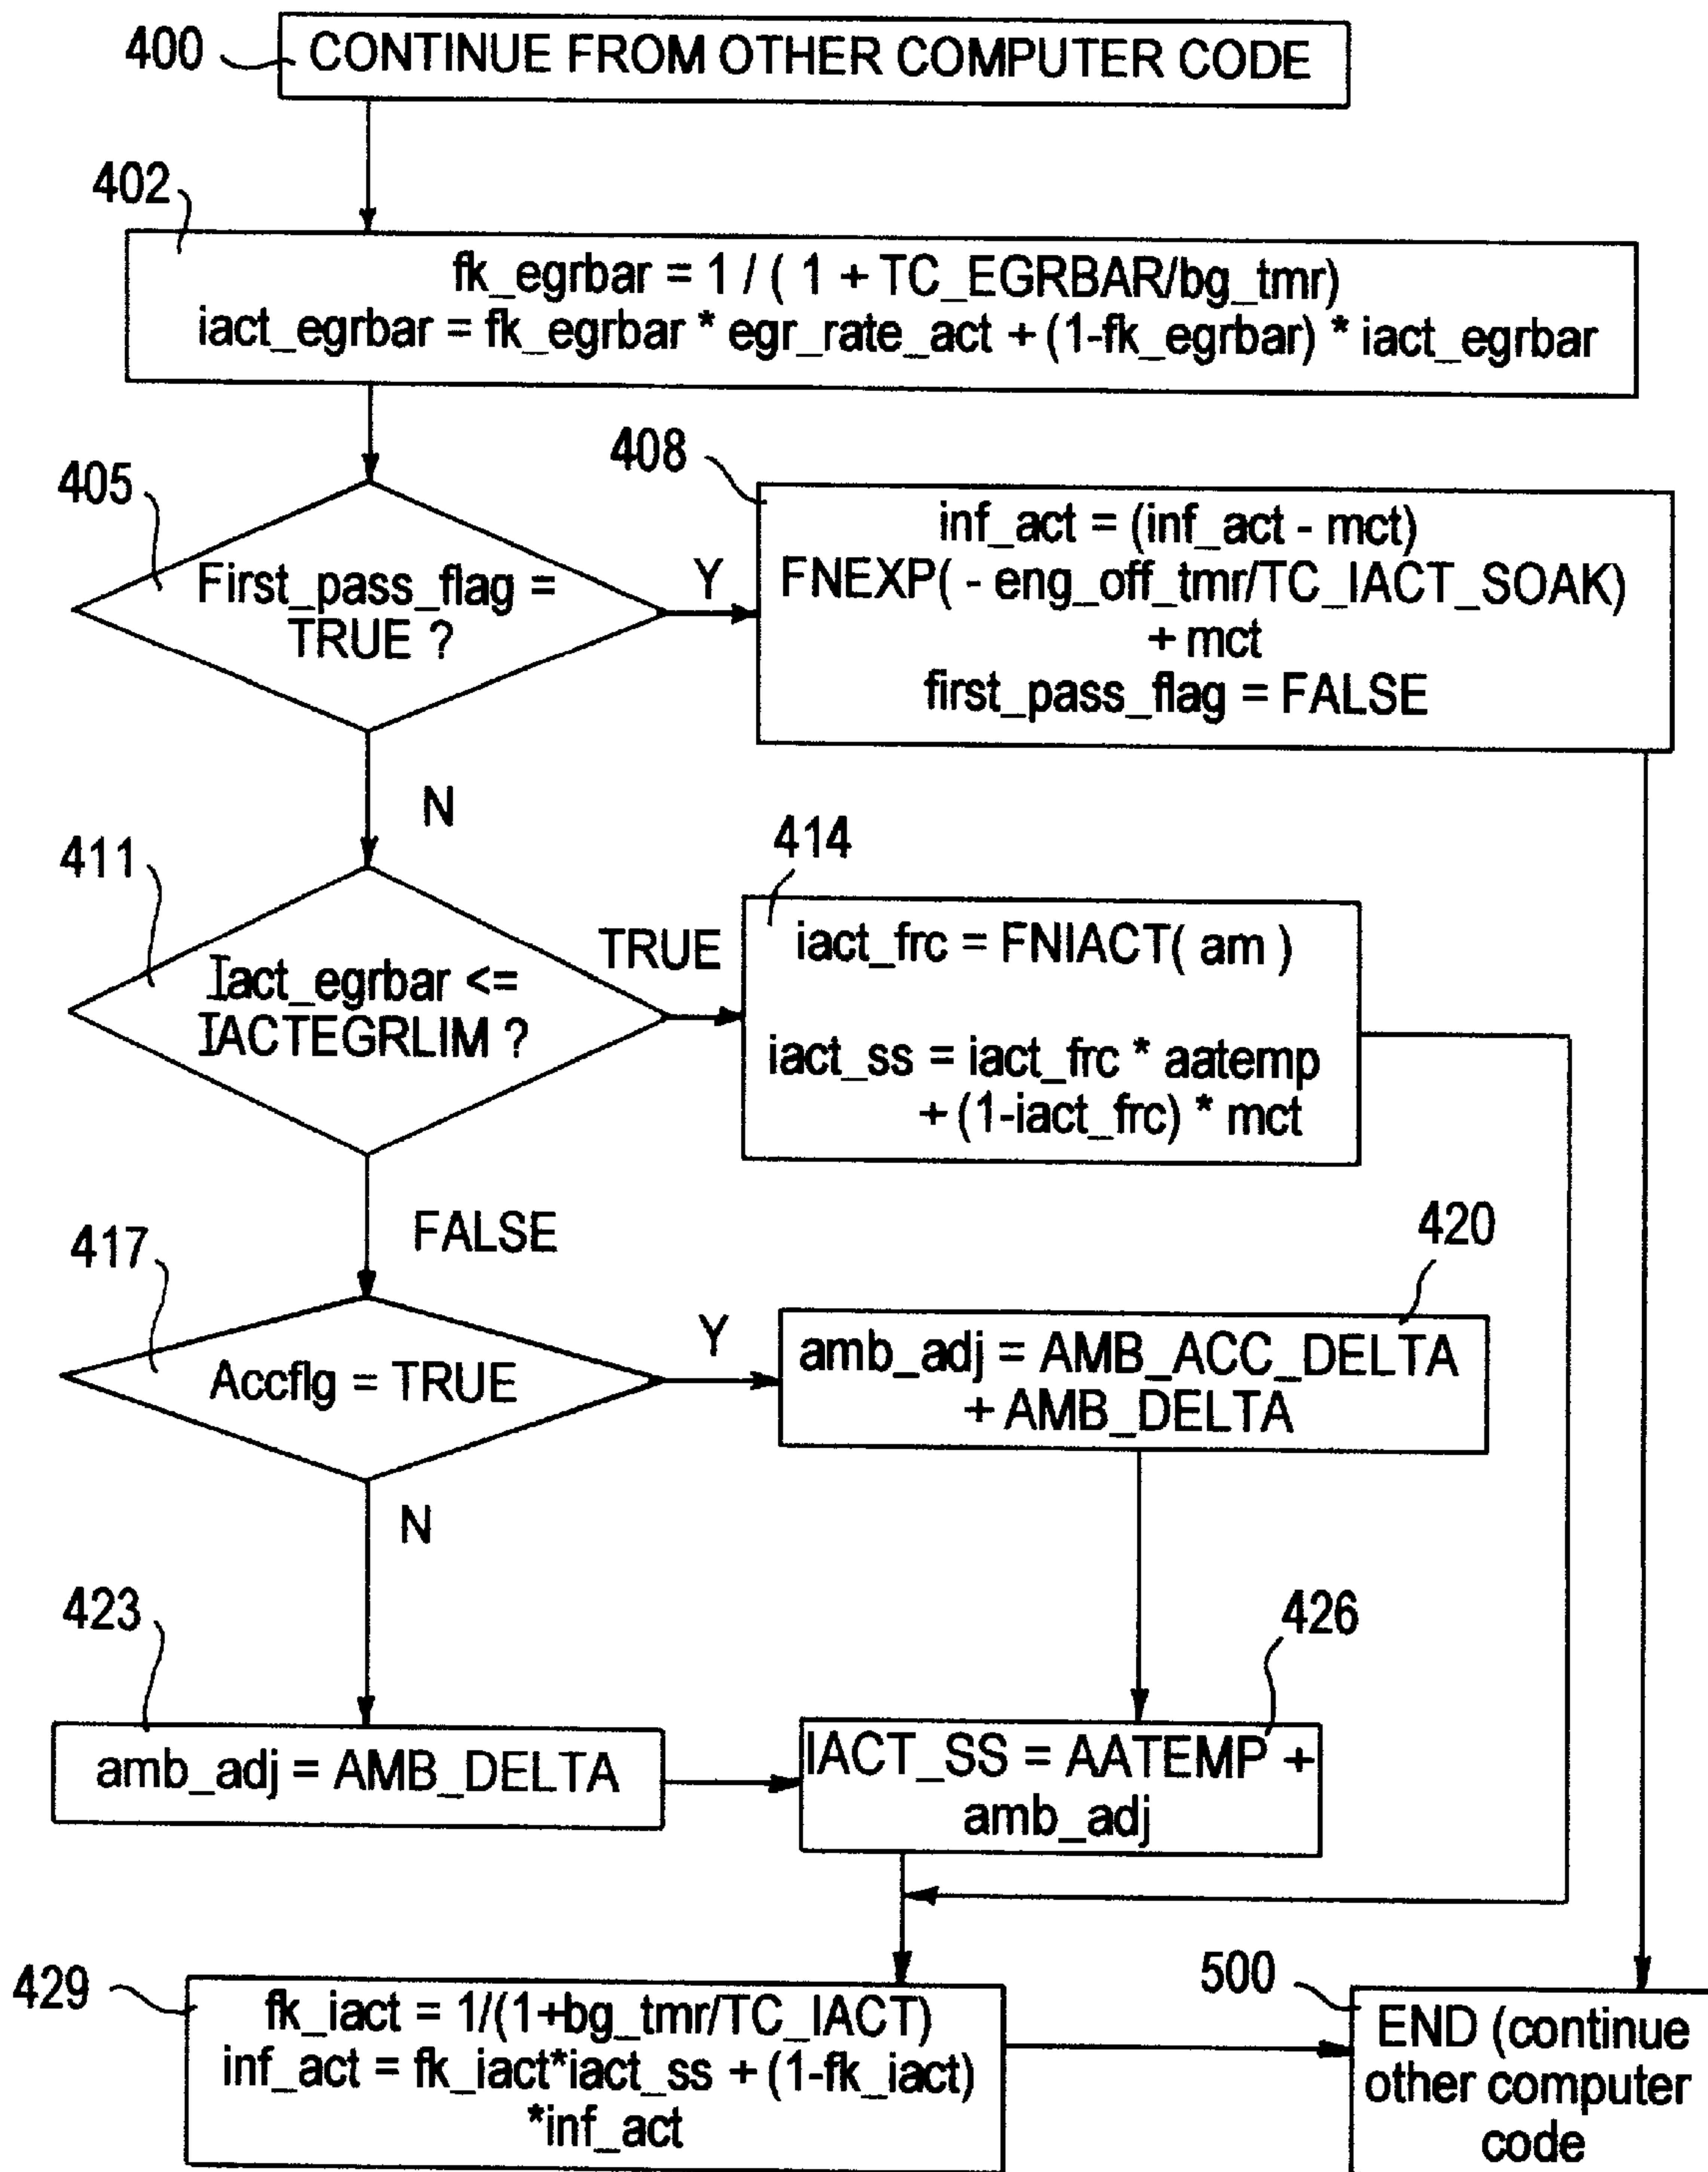 400
CONTINUE FROM OTHER COMPUTER CODE
402
fk_egrbar = 1 / ( 1 + TC_EGRBAR/bg_tmr)
iact_egrbar = fk_egrbar * egr_rate_act + (1-fk_egrbar) * iact_egrbar
405
First_pass_flag =
TRUE ?
Y
408
inf_act = (inf_act - mct)
FNEXP( - eng_off_tmr/TC_IACT_SOAK)
+ mct
first_pass_flag = FALSE
N
411
Iact_egrbar <=
IACTEGRLIM ?
TRUE
414
iact_frc = FNIACT( am )
iact_ss = iact_frc * aatemp
+ (1-iact_frc) * mct
FALSE
417
Accflg = TRUE
Y
420
amb_adj = AMB_ACC_DELTA
+ AMB_DELTA
N
423
amb_adj = AMB_DELTA
426
IACT_SS = AATEMP +
amb_adj
429
fk_iact = 1/(1+bg_tmr/TC_IACT)
inf_act = fk_iact*iact_ss + (1-fk_iact)
*inf_act
500
END (continue
other computer
code